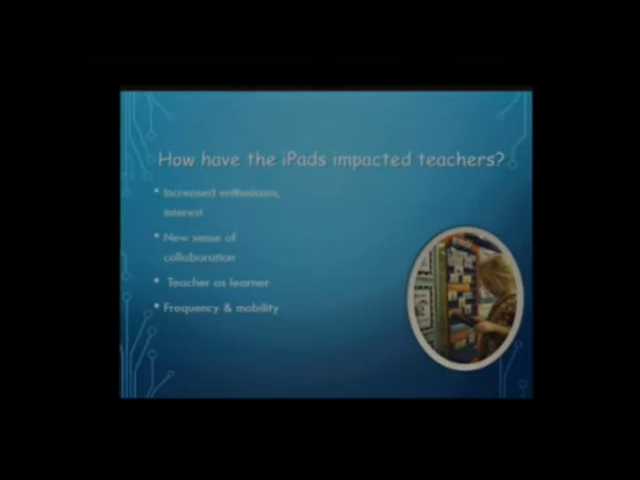 How have the iPads impacted teachers?
Increased enthusiasm,
interest
New sense of
collaboration
Teacher as learner
Frequency & mobility